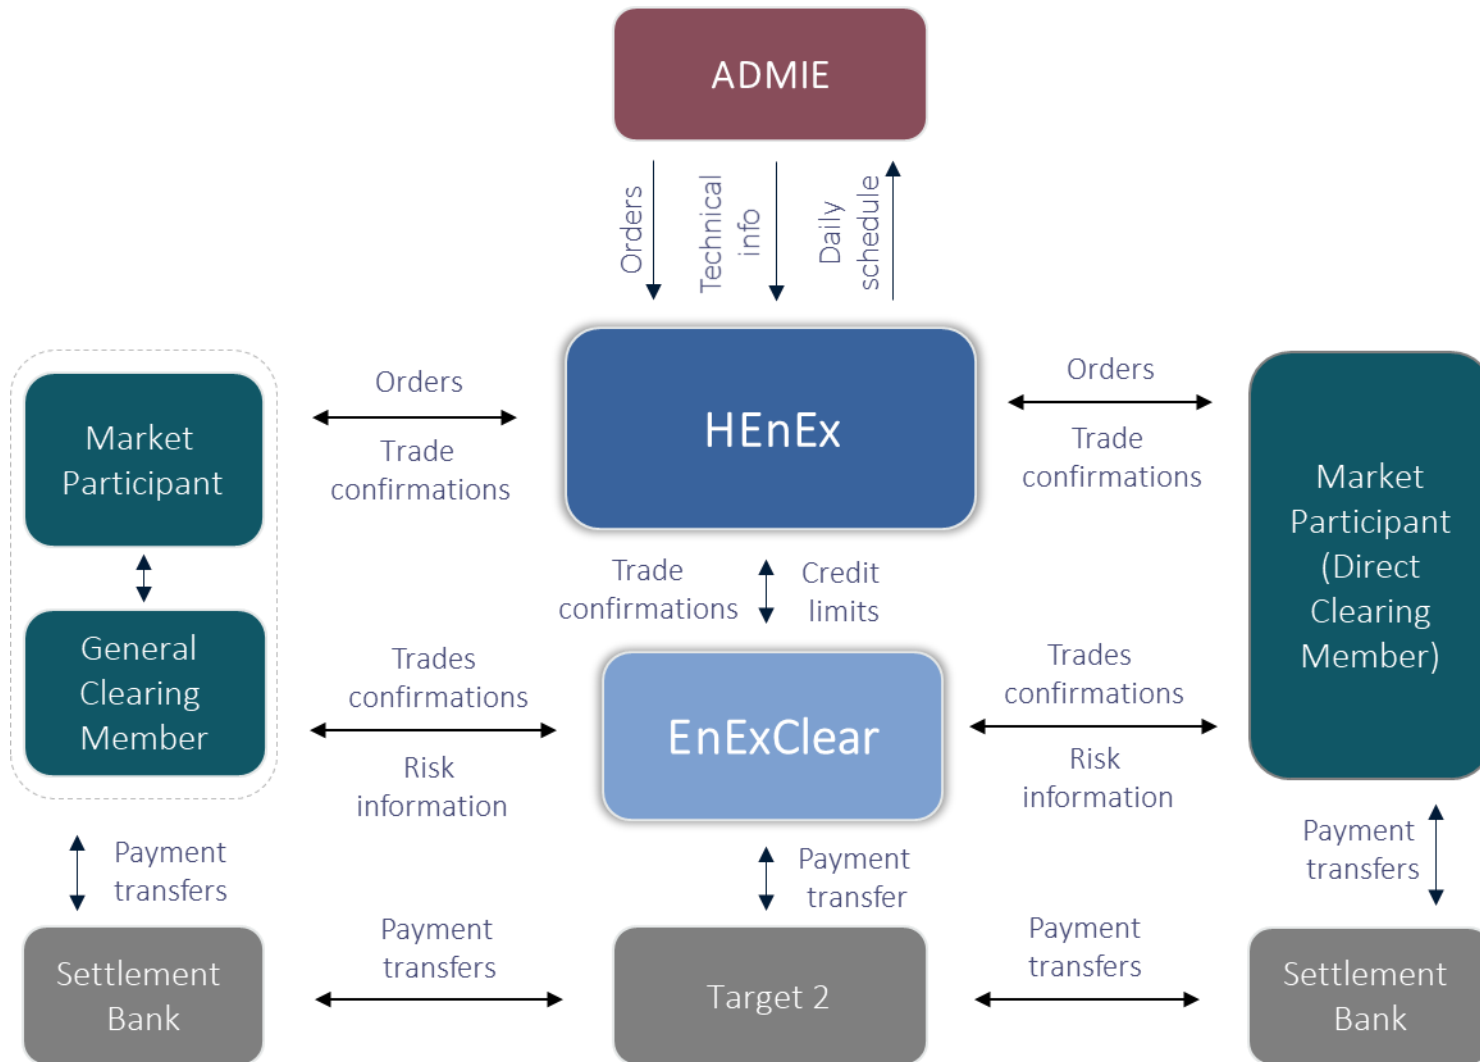 ADMIE
Orders
Technical
info
Daily
schedule
HEnEx
Orders
Trade
confirmations
Orders
Trade
confirmations
Market
Participant
Market
Participant
(Direct
Clearing
Member)
Trade
confirmations
Credit
limits
General
Clearing
Member
Trades
confirmations
Risk
information
EnExClear
Trades
confirmations
Risk
information
Payment
transfers
Payment
transfer
Payment
transfers
Settlement
Bank
Payment
transfers
Target 2
Payment
transfers
Settlement
Bank